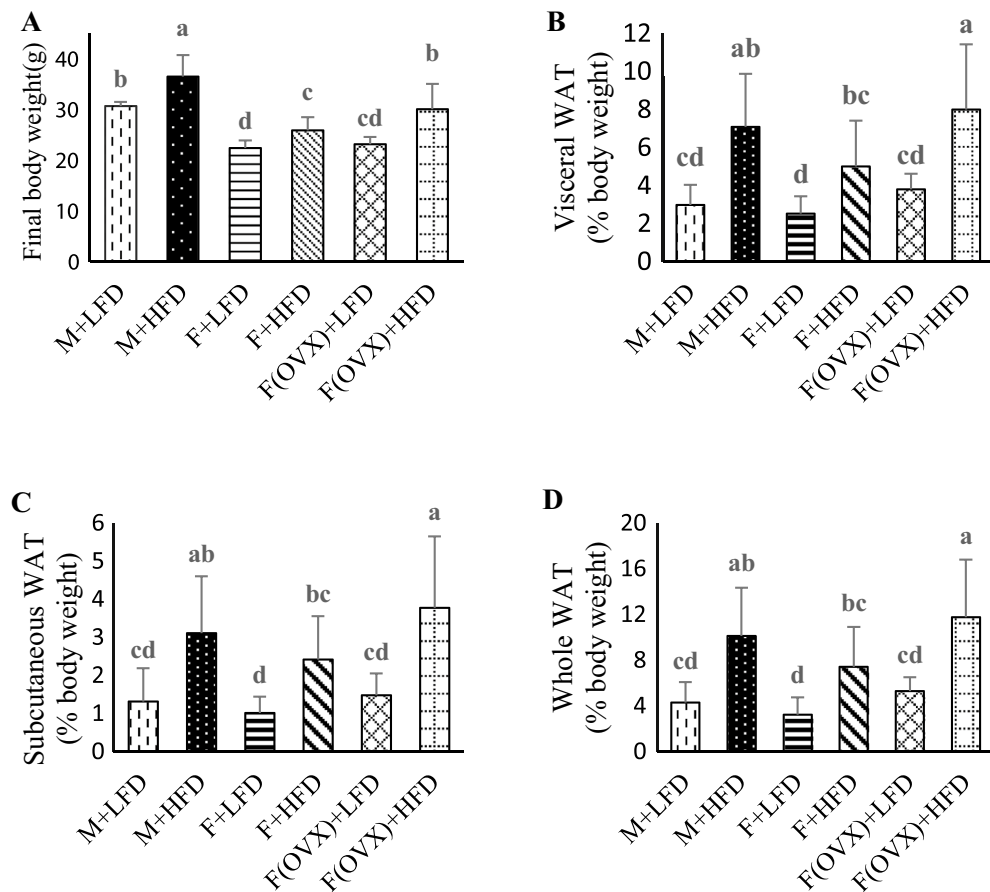 A
Final body weight(g)
40
30
20
10
0
b
a
d
c
cd
b
M+LFD
M+HFD
F+LFD
F+HFD
F(OVX)+LFD
F(OVX)+HFD
B
Visceral WAT
(% body weight)
12
10
8
6
4
2
0
cd
ab
d
bc
cd
a
M+LFD
M+HFD
F+LFD
F+HFD
F(OVX)+LFD
F(OVX)+HFD
C
Subcutaneous WAT
(% body weight)
6
5
4
3
2
1
0
cd
ab
d
bc
cd
a
M+LFD
M+HFD
F+LFD
F+HFD
F(OVX)+LFD
F(OVX)+HFD
D
Whole WAT
(% body weight)
20
16
12
8
4
0
cd
ab
d
bc
cd
a
M+LFD
M+HFD
F+LFD
F+HFD
F(OVX)+LFD
F(OVX)+HFD